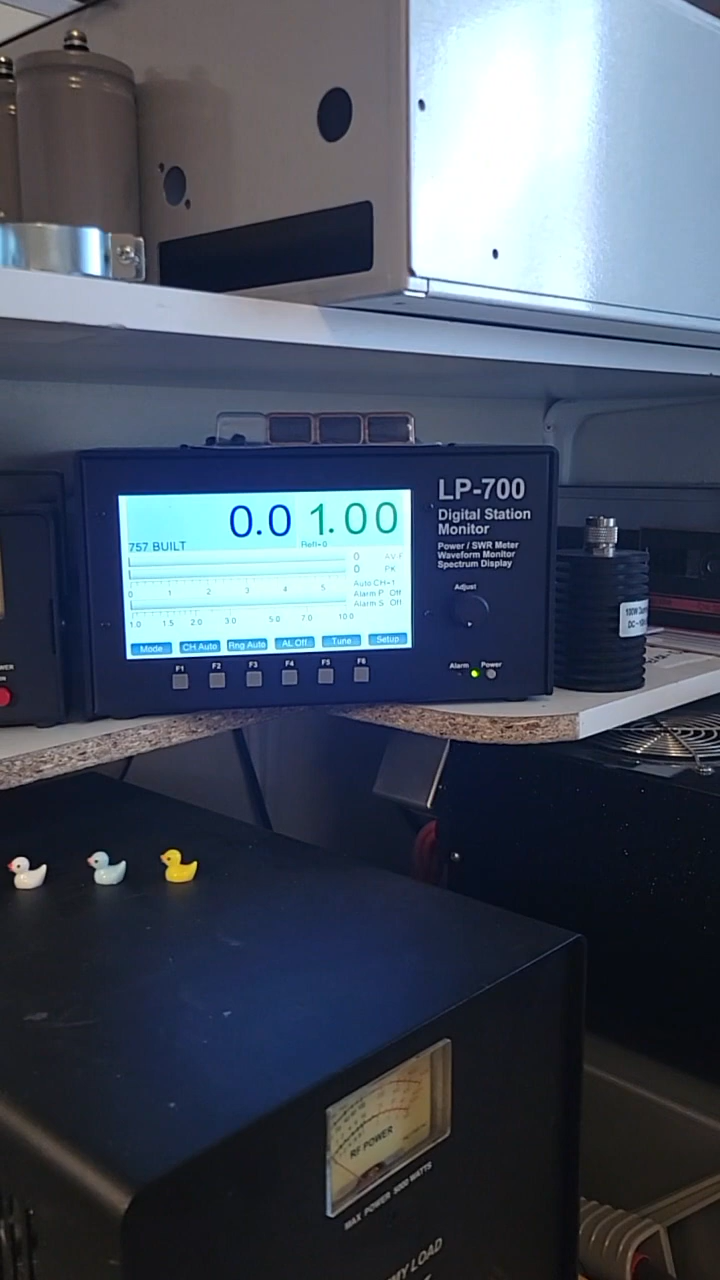 LP-700
Digital Station
Monitor
Power / SWR Meter
Waveform Monitor
Spectrum Display
Adjust
Alarm Power
0.0 1.00
757 BUILT
Refl=0
0
0 PK
0 1 2 3 4 5
Auto CH=1
Alarm P Off
Alarm S Off
1.0 1.5 2.0 3.0 5.0 7.0 10.0
Mode CH Auto Rng Auto AL Off Tune Setup
F1 F2 F3 F4 F5 F6
100W
DC
RF POWER
MAX POWER WATTS
LOAD